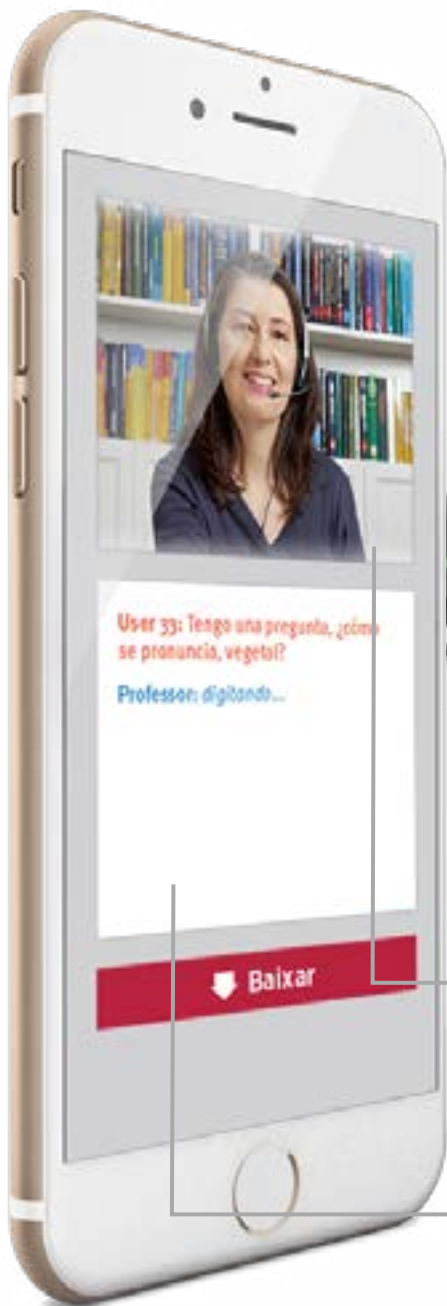 User 33: Tengo una pregunta, ¿cómo
se pronuncia, vegetal?
Professor: digitando...
Baixar